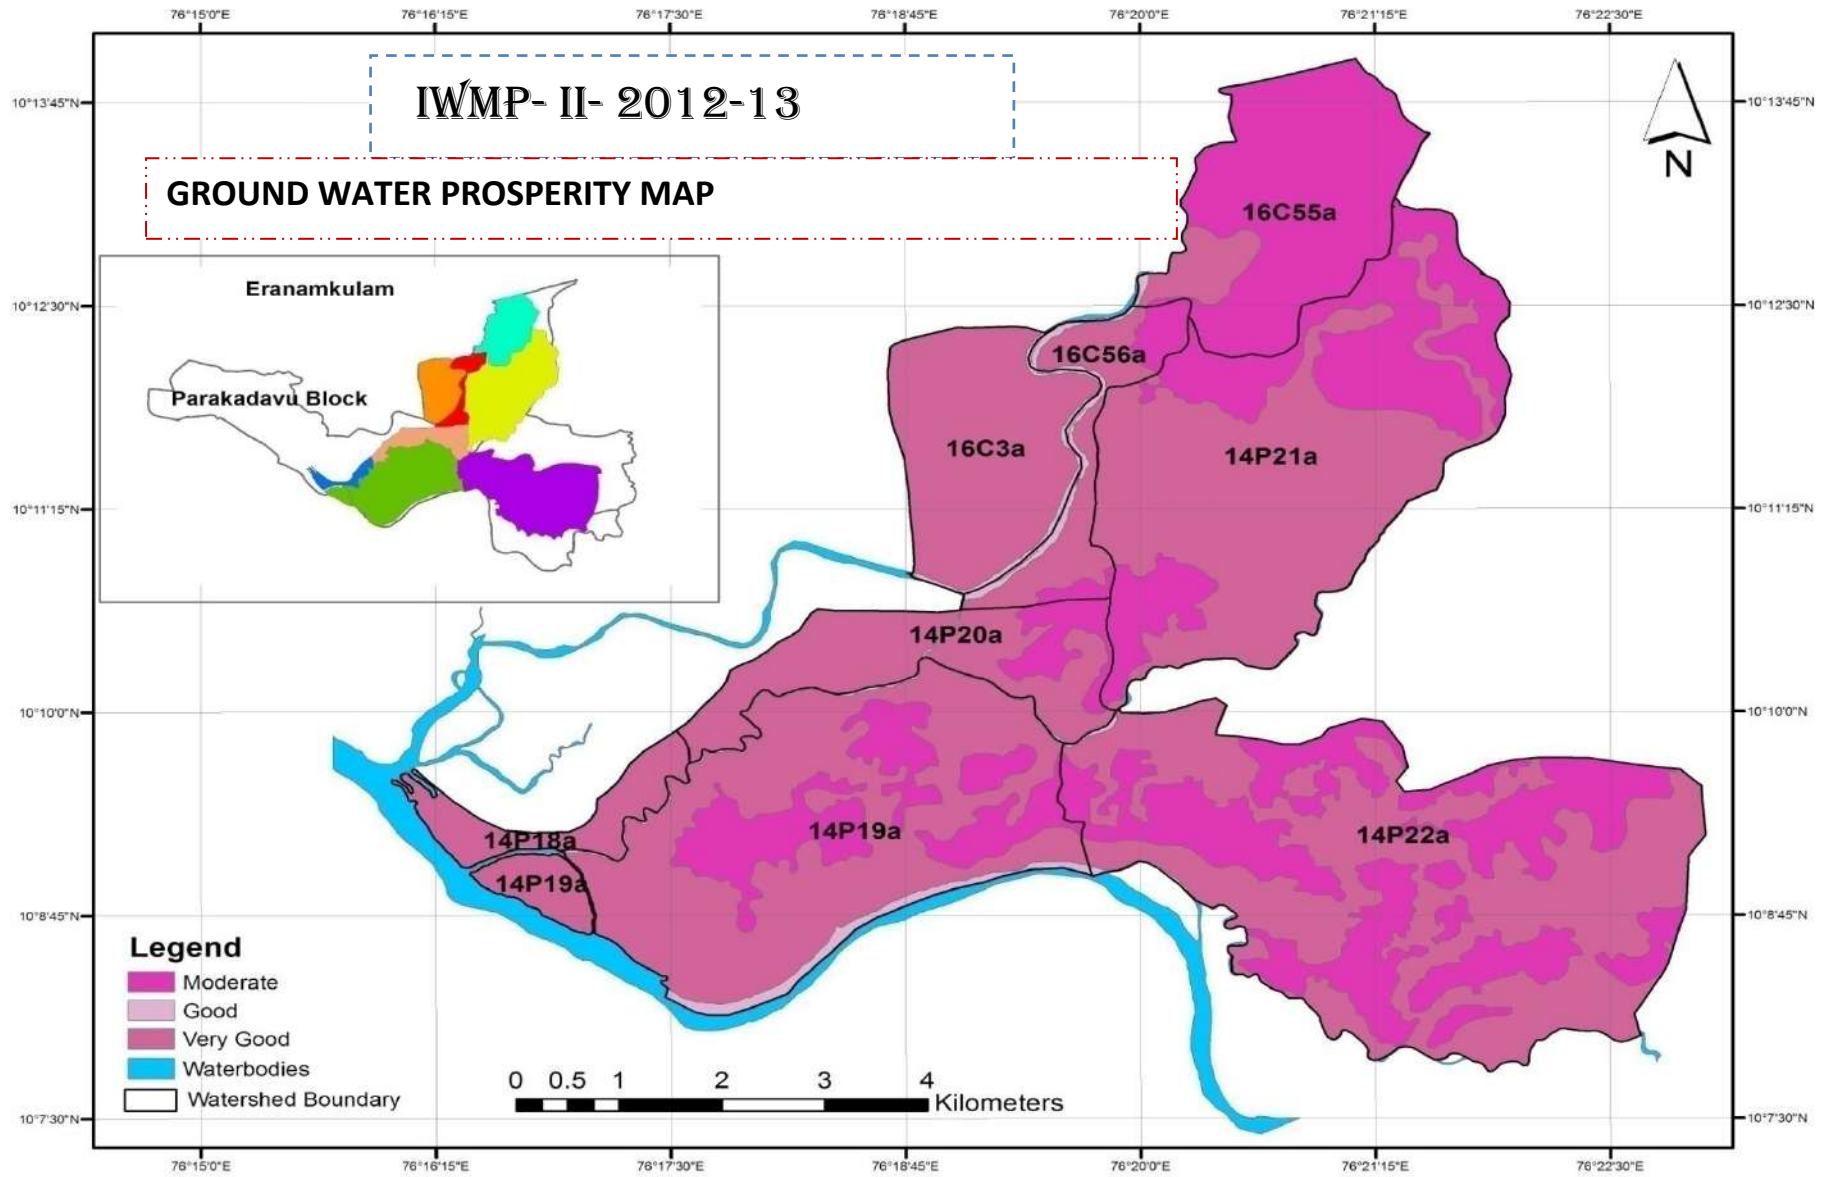 76°15'0"E 76°16'15"E 76°17'30"E 76°18'45"E 76°20'0"E 76°21'15"E 76°22'30"E
10°13'45"N 10°13'45"N
IWMP- II- 2012-13
N
GROUND WATER PROSPERITY MAP
16C55a
Eranamkulam
10°12'30"N 10°12'30"N
16C56a
Parakadavu Block
16C3a
14P21a
10°11'15"N 10°11'15"N
14P20a
10°10'0"N 10°10'0"N
14P19a
14P22a
14P18a
14P19a
10°8'45"N 10°8'45"N
Legend
Moderate
Good
Very Good
Waterbodies
Watershed Boundary
0 0.5 1 2 3 4
Kilometers
10°7'30"N 10°7'30"N
76°15'0"E 76°16'15"E 76°17'30"E 76°18'45"E 76°20'0"E 76°21'15"E 76°22'30"E